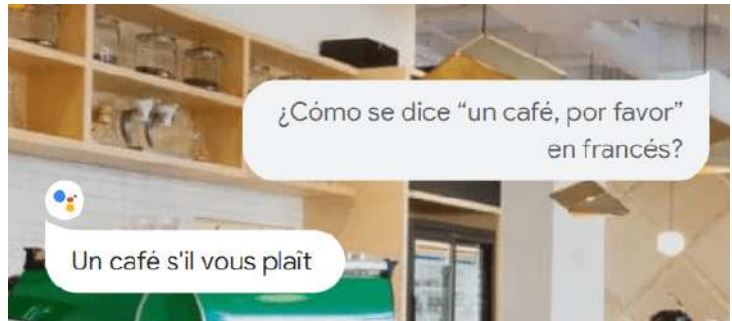 ¿Cómo se dice “un café, por favor”
en francés?
Un café s'il vous plaît